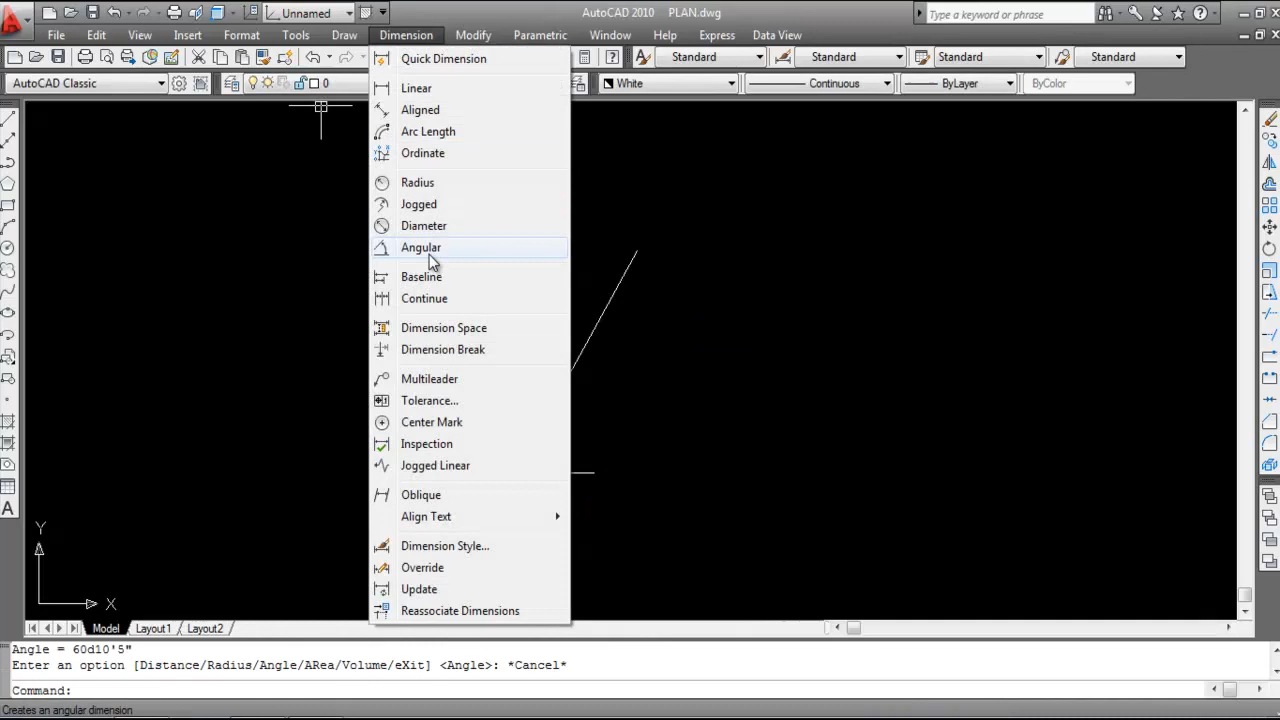 AutoCAD 2010 PLAN.dwg
Unnamed
Type a keyword or phrase
File Edit View Insert Format Tools Draw Dimension Modify Parametric Window Help Express Data View
Standard Standard Standard Standard
AutoCAD Classic 0 White Continuous ByLayer ByColor
Quick Dimension
Linear
Aligned
Arc Length
Ordinate
Radius
Jogged
Diameter
Angular
Baseline
Continue
Dimension Space
Dimension Break
Multileader
Tolerance...
Center Mark
Inspection
Jogged Linear
Oblique
Align Text
Dimension Style...
Override
Update
Reassociate Dimensions
A
Y
X
Model Layout1 Layout2
Angle = 60d10'5"
Enter an option [Distance/Radius/Angle/ARea/Volume/eXit] <Angle>: *Cancel*
Command:
Creates an angular dimension